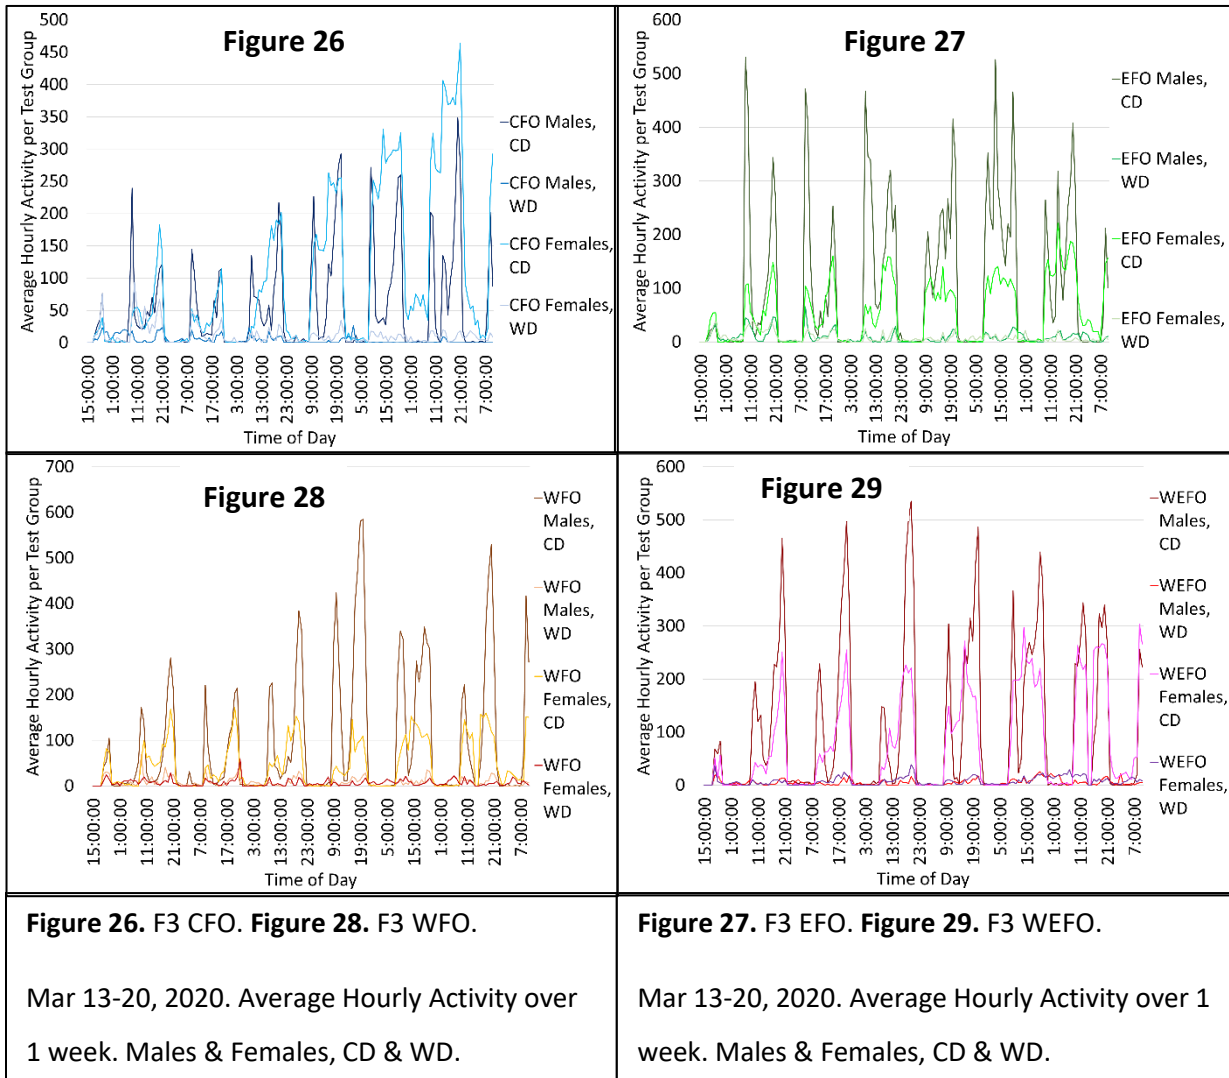 Figure 26
Average Hourly Activity per Test Group
500
450
400
350
300
250
200
150
100
50
0
15:00:00
1:00:00
11:00:00
21:00:00
7:00:00
17:00:00
3:00:00
13:00:00
23:00:00
9:00:00
19:00:00
5:00:00
15:00:00
1:00:00
11:00:00
21:00:00
7:00:00
Time of Day
CFO Males,
CD
CFO Males,
WD
CFO Females,
CD
CFO Females,
WD
Figure 27
Average Hourly Activity per Test Group
600
500
400
300
200
100
0
15:00:00
1:00:00
11:00:00
21:00:00
7:00:00
17:00:00
3:00:00
13:00:00
23:00:00
9:00:00
19:00:00
5:00:00
15:00:00
1:00:00
11:00:00
21:00:00
7:00:00
Time of Day
EFO Males,
CD
EFO Males,
WD
EFO Females,
CD
EFO Females,
WD
Figure 28
Average Hourly Activity per Test Group
700
600
500
400
300
200
100
0
15:00:00
1:00:00
11:00:00
21:00:00
7:00:00
17:00:00
3:00:00
13:00:00
23:00:00
9:00:00
19:00:00
5:00:00
15:00:00
1:00:00
11:00:00
21:00:00
7:00:00
Time of Day
WFO
Males,
CD
WFO
Males,
WD
WFO
Females,
CD
WFO
Females,
WD
Figure 29
Average Hourly Activity per Test Group
600
500
400
300
200
100
0
15:00:00
1:00:00
11:00:00
21:00:00
7:00:00
17:00:00
3:00:00
13:00:00
23:00:00
9:00:00
19:00:00
5:00:00
15:00:00
1:00:00
11:00:00
21:00:00
7:00:00
Time of Day
WEFO
Males,
CD
WEFO
Males,
WD
WEFO
Females,
CD
WEFO
Females,
WD
Figure 26. F3 CFO. Figure 28. F3 WFO.
Mar 13-20, 2020. Average Hourly Activity over
1 week. Males & Females, CD & WD.
Figure 27. F3 EFO. Figure 29. F3 WEFO.
Mar 13-20, 2020. Average Hourly Activity over 1
week. Males & Females, CD & WD.